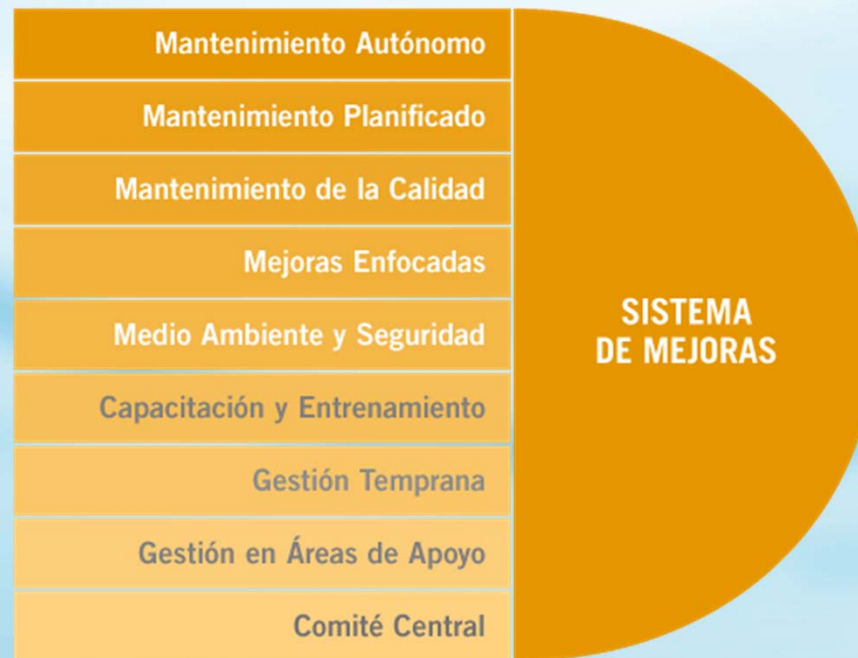 Mantenimiento Autónomo
Mantenimiento Planificado
Mantenimiento de la Calidad
Mejoras Enfocadas
Medio Ambiente y Seguridad
Capacitación y Entrenamiento
Gestión Temprana
Gestión en Áreas de Apoyo
Comité Central
SISTEMA
DE MEJORAS